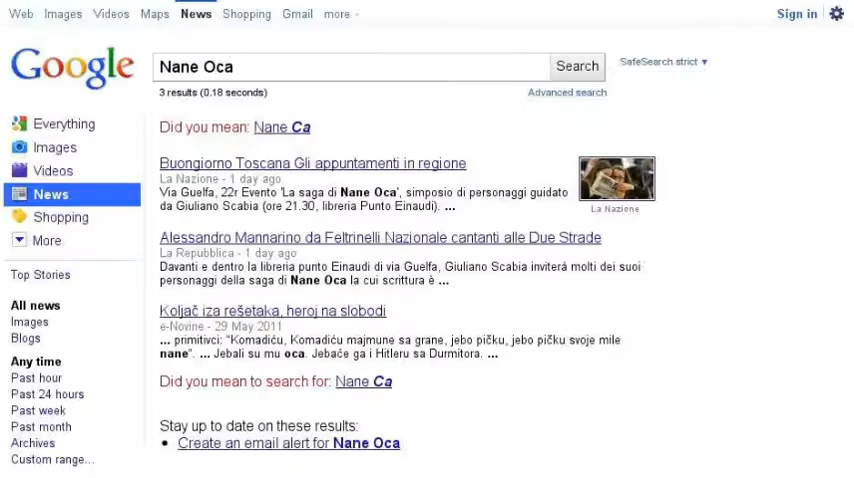 Web Images Videos Maps News Shopping Gmail more
Sign in
Google
Nane Oca
Search
SafeSearch strict ▼
3 results (0.18 seconds)
Advanced search
Everything
Images
Videos
News
Shopping
More
Top Stories
All news
Images
Blogs
Any time
Past hour
Past 24 hours
Past week
Past month
Archives
Custom range...
Did you mean: Nane Ca
Buongiorno Toscana Gli appuntamenti in regione
La Nazione - 1 day ago
Via Guelfa, 22r Evento 'La saga di Nane Oca', simposio di personaggi guidato
da Giuliano Scabia (ore 21.30, libreria Punto Einaudi). ...
La Nazione
Alessandro Mannarino da Feltrinelli Nazionale cantanti alle Due Strade
La Repubblica - 1 day ago
Davanti e dentro la libreria punto Einaudi di via Guelfa, Giuliano Scabia inviterà molti dei suoi
personaggi della saga di Nane Oca la cui scrittura è ...
Koljač iza rešetaka, heroj na slobodi
e-Novine - 29 May 2011
... primitivci: “Komadiću, Komadiću majmune sa grane, jebo pičku, jebo pičku svoje mile
nane“. ... Jebali su mu oca. Jebaće ga i Hitleru sa Durmitora. ...
Did you mean to search for: Nane Ca
Stay up to date on these results:
• Create an email alert for Nane Oca